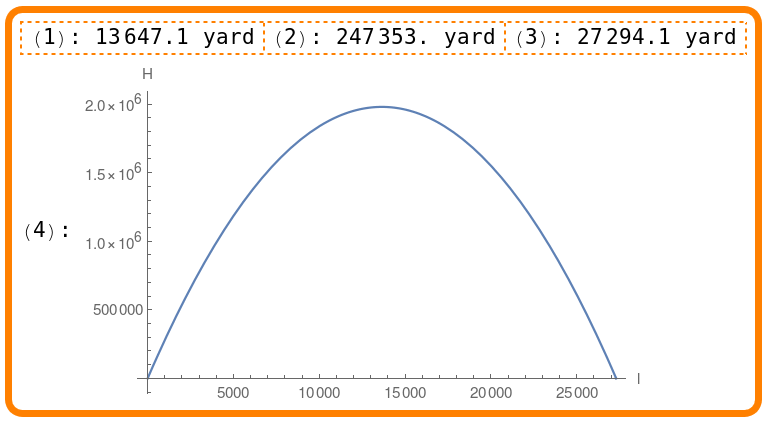 (1): 13647.1 yard (2): 247353. yard (3): 27294.1 yard
H
2.0×10⁶
1.5×10⁶
(4):
1.0×10⁶
500000
l
5000 10000 15000 20000 25000